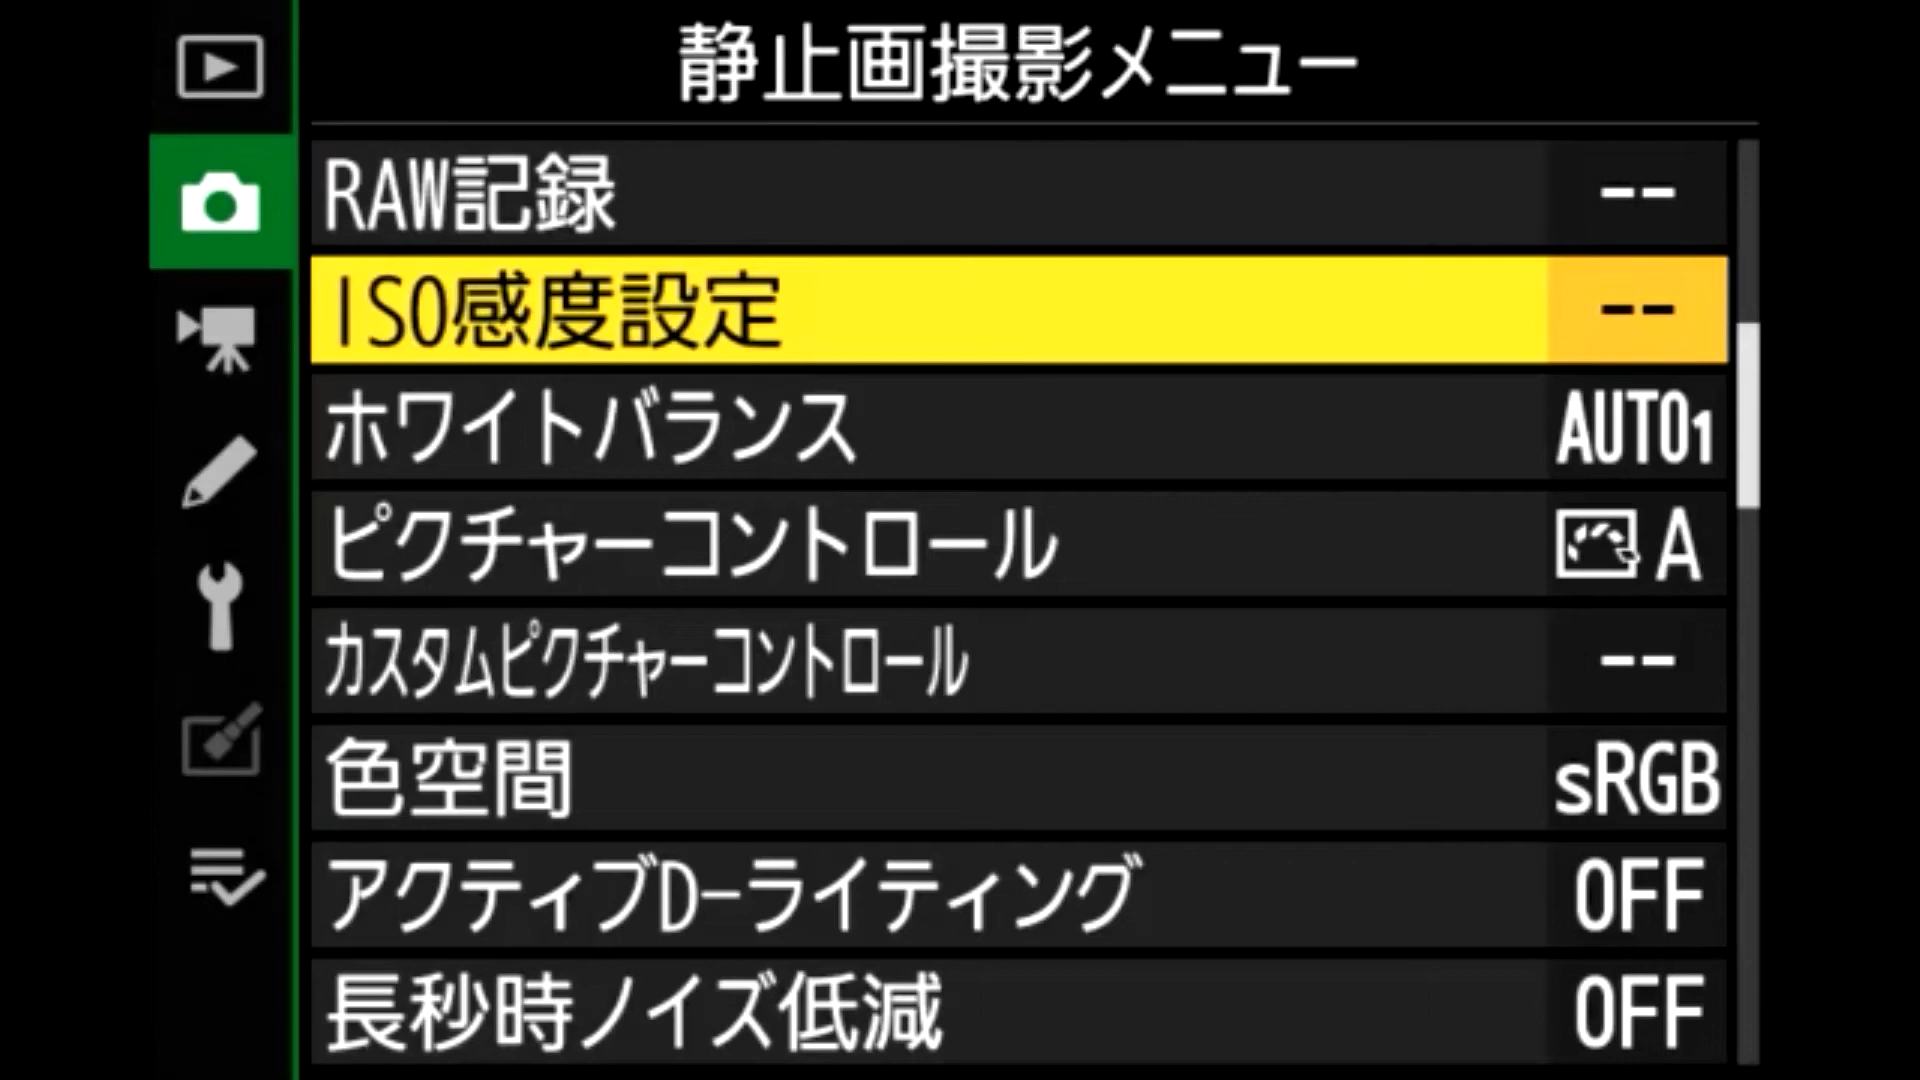 静止画撮影メニュー
RAW記録 --
ISO感度設定 --
ホワイトバランス AUTO1
ピクチャーコントロール A
カスタムピクチャーコントロール --
色空間 sRGB
アクティブD-ライティング OFF
長秒時ノイズ低減 OFF